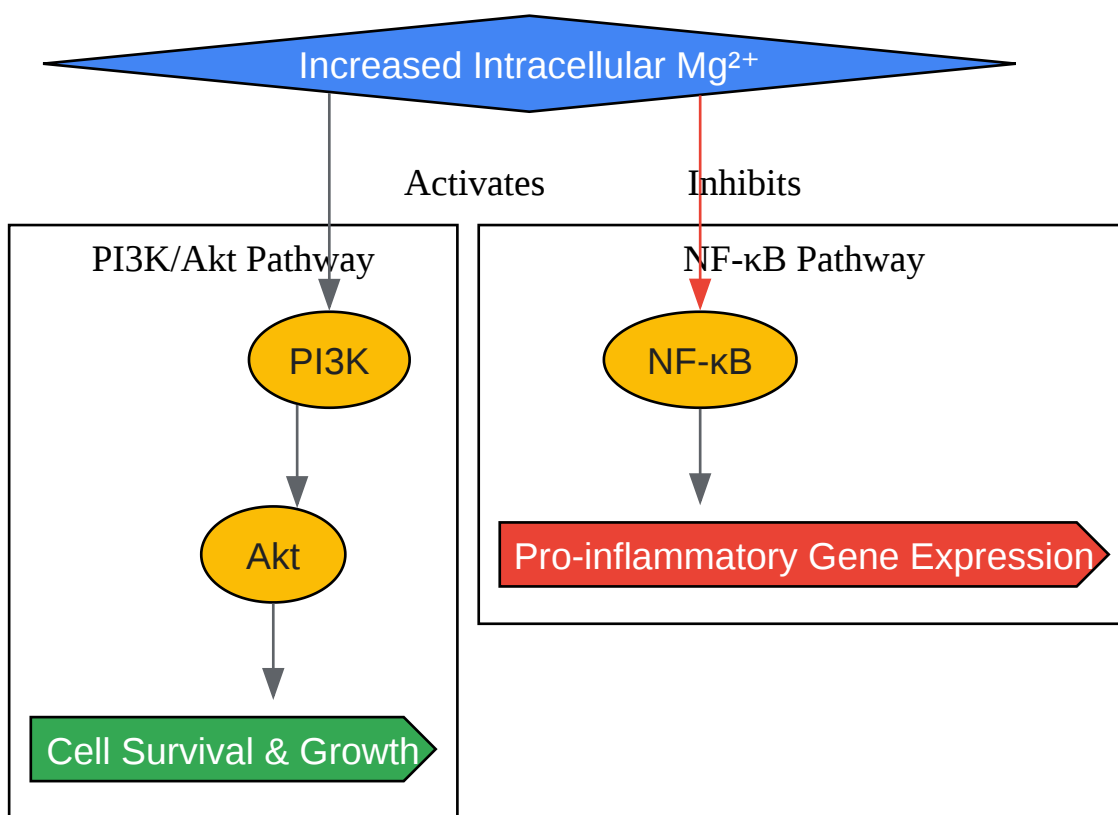 Increased Intracellular Mg²⁺
Activates
Inhibits
PI3K/Akt Pathway
NF-κB Pathway
PI3K
NF-κB
Akt
Pro-inflammatory Gene Expression
Cell Survival & Growth